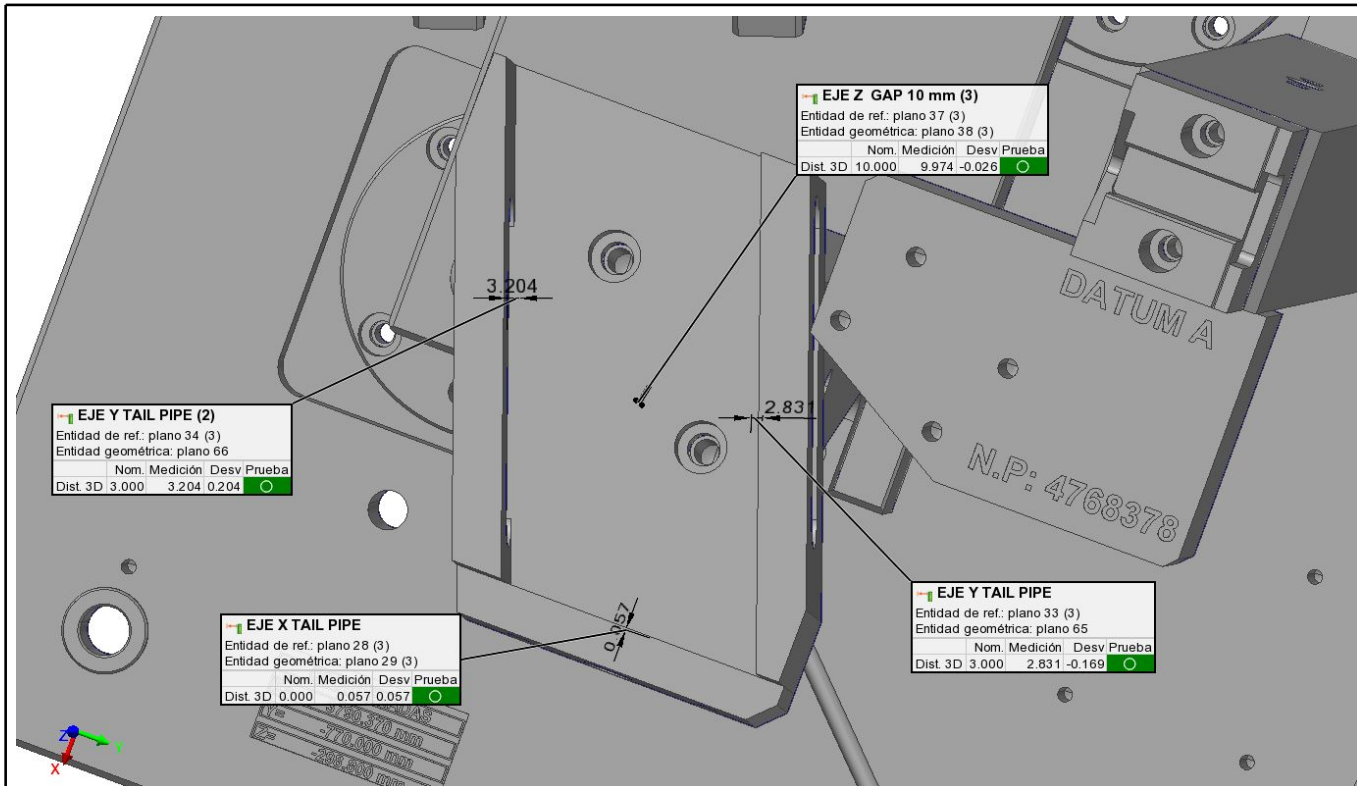 EJE Z GAP 10 mm (3)
Entidad de ref.: plano 37 (3)
Entidad geométrica: plano 38 (3)
Nom. Medición Desv Prueba
Dist. 3D 10.000 9.974 -0.026
DATUM A
3.204
2.831
EJE Y TAIL PIPE (2)
Entidad de ref.: plano 34 (3)
Entidad geométrica: plano 66
Nom. Medición Desv Prueba
Dist. 3D 3.000 3.204 0.204
N.P: 4768378
EJE Y TAIL PIPE
Entidad de ref.: plano 33 (3)
Entidad geométrica: plano 65
Nom. Medición Desv Prueba
Dist. 3D 3.000 2.831 -0.169
0.057
EJE X TAIL PIPE
Entidad de ref.: plano 28 (3)
Entidad geométrica: plano 29 (3)
Nom. Medición Desv Prueba
Dist. 3D 0.000 0.057 0.057
Y= -770.000 mm
Z=
Z Y
X